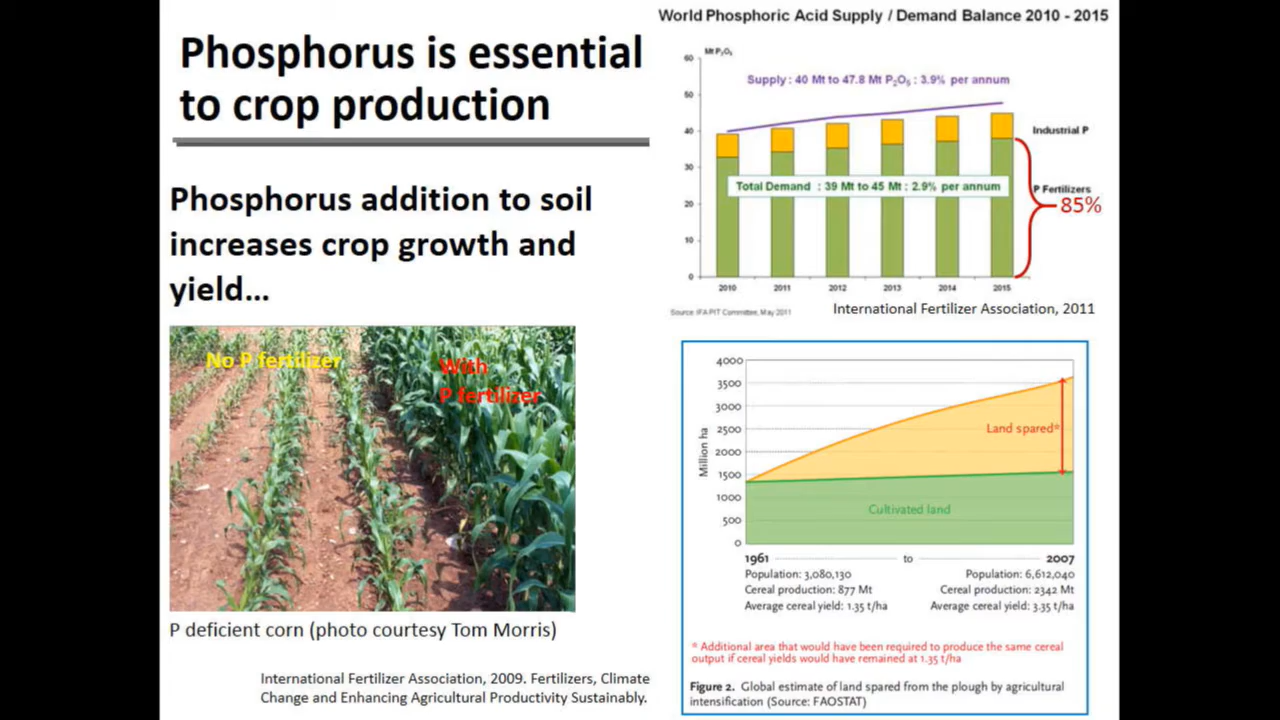 Phosphorus is essential
to crop production
Phosphorus addition to soil
increases crop growth and
yield...
No P fertilizer
With
P fertilizer
P deficient corn (photo courtesy Tom Morris)
International Fertilizer Association, 2009. Fertilizers, Climate
Change and Enhancing Agricultural Productivity Sustainably.
World Phosphoric Acid Supply / Demand Balance 2010 - 2015
Mt P₂O₅
60
Supply : 40 Mt to 47.8 Mt P₂O₅ : 3.9% per annum
50
40
Industrial P
30
Total Demand : 39 Mt to 45 Mt : 2.9% per annum
P Fertilizers
85%
20
10
0
2010 2011 2012 2013 2014 2015
Source: IFA PIT Committee, May 2011
International Fertilizer Association, 2011
4000
3500
3000
Land spared*
2500
Million ha
2000
1500
1000
Cultivated land
500
0
1961 to 2007
Population: 3,080,130 Population: 6,612,040
Cereal production: 877 Mt Cereal production: 2342 Mt
Average cereal yield: 1.35 t/ha Average cereal yield: 3.35 t/ha
* Additional area that would have been required to produce the same cereal
output if cereal yields would have remained at 1.35 t/ha
Figure 2. Global estimate of land spared from the plough by agricultural
intensification (Source: FAOSTAT)